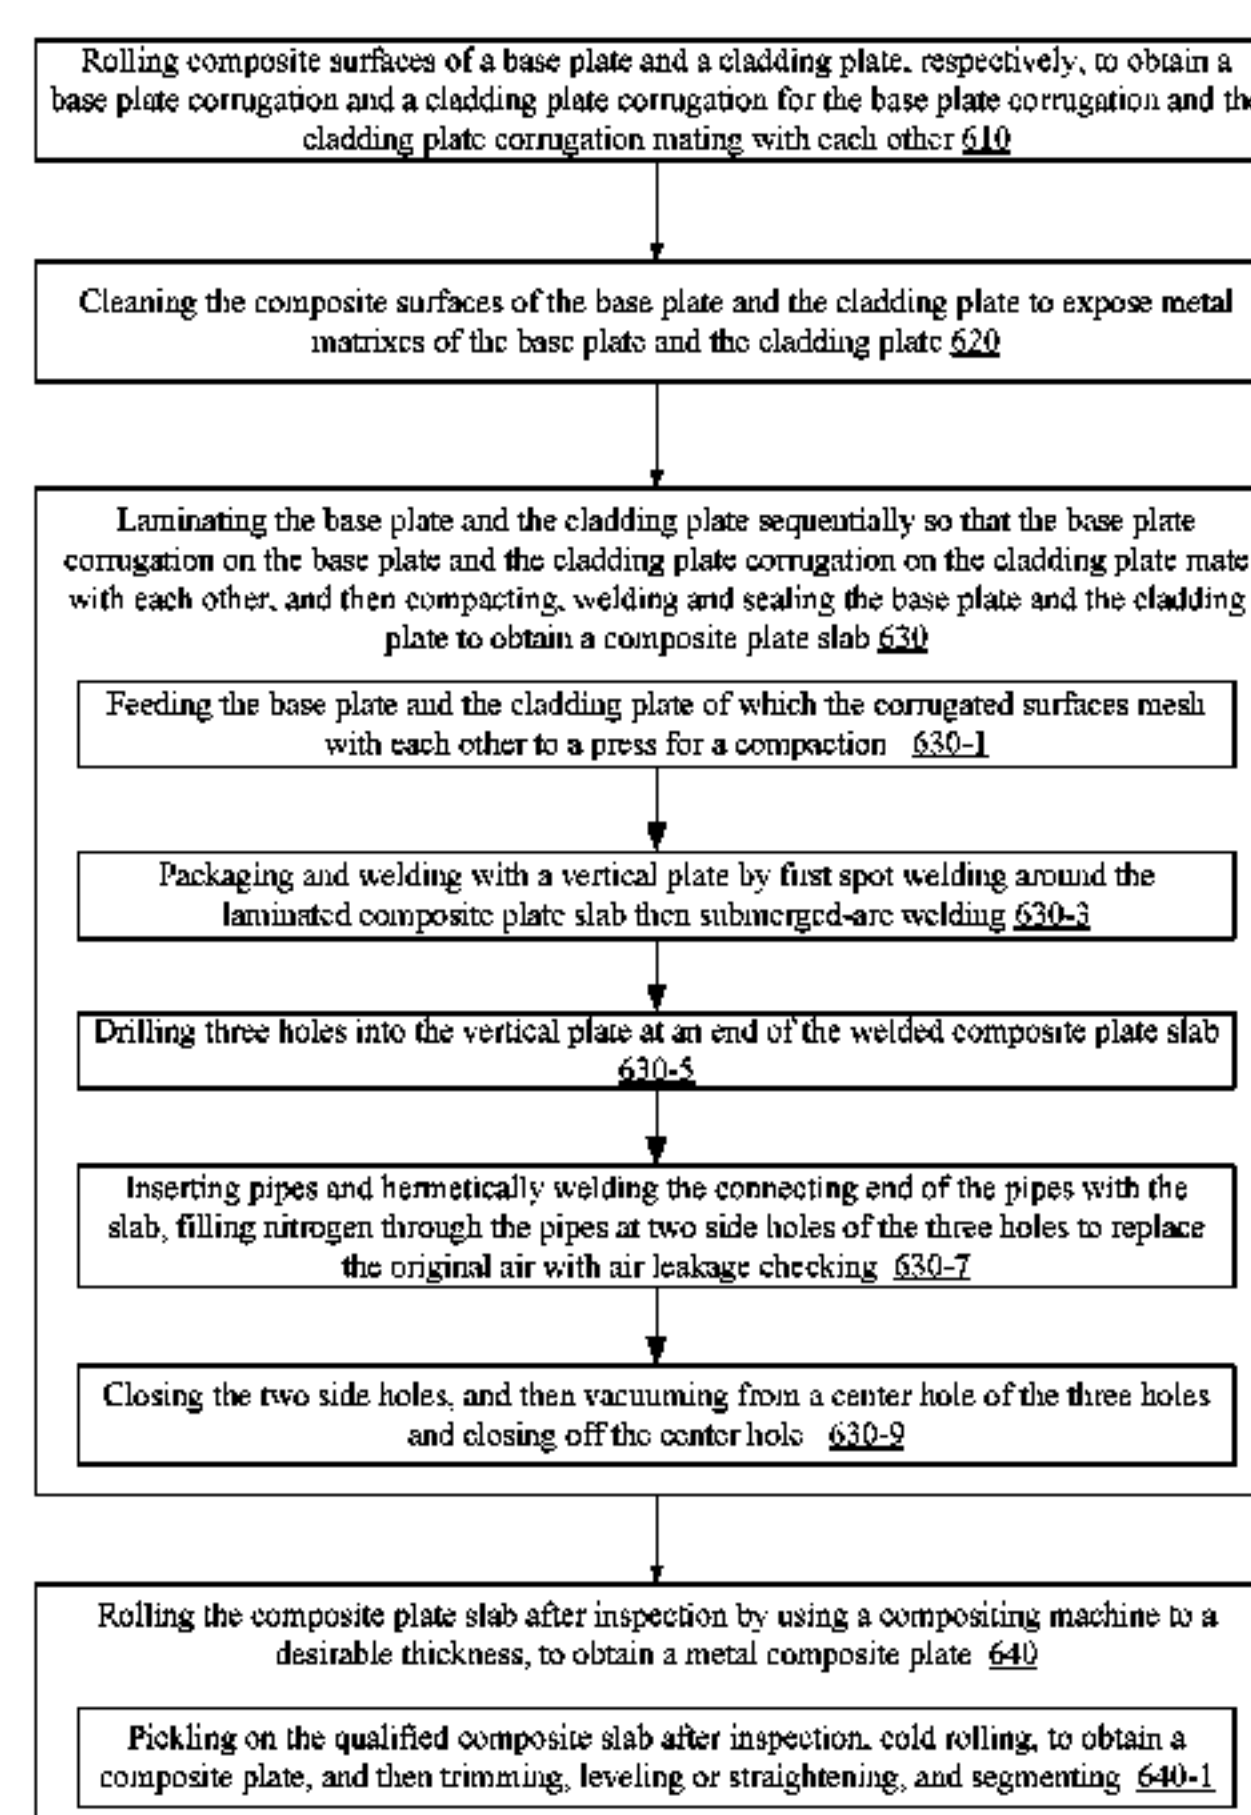 Rolling composite surfaces of a base plate and a cladding plate, respectively, to obtain a
base plate corrugation and a cladding plate corrugation for the base plate corrugation and the
cladding plate corrugation mating with each other 610
Cleaning the composite surfaces of the base plate and the cladding plate to expose metal
matrixes of the base plate and the cladding plate 620
Laminating the base plate and the cladding plate sequentially so that the base plate
corrugation on the base plate and the cladding plate corrugation on the cladding plate mate
with each other, and then compacting, welding and sealing the base plate and the cladding
plate to obtain a composite plate slab 630
Feeding the base plate and the cladding plate of which the corrugated surfaces mesh
with each other to a press for a compaction 630-1
Packaging and welding with a vertical plate by first spot welding around the
laminated composite plate slab then submerged-arc welding 630-3
Drilling three holes into the vertical plate at an end of the welded composite plate slab
630-5
Inserting pipes and hermetically welding the connecting end of the pipes with the
slab, filling nitrogen through the pipes at two side holes of the three holes to replace
the original air with air leakage checking 630-7
Closing the two side holes, and then vacuuming from a center hole of the three holes
and closing off the center hole 630-9
Rolling the composite plate slab after inspection by using a compositing machine to a
desirable thickness, to obtain a metal composite plate 640
Pickling on the qualified composite slab after inspection, cold rolling, to obtain a
composite plate, and then trimming, leveling or straightening, and segmenting 640-1